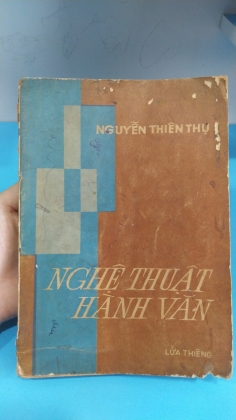 NGUYỄN THIÊN THỤ
NGHỆ THUẬT
HÀNH VĂN
LỬA THIÊNG